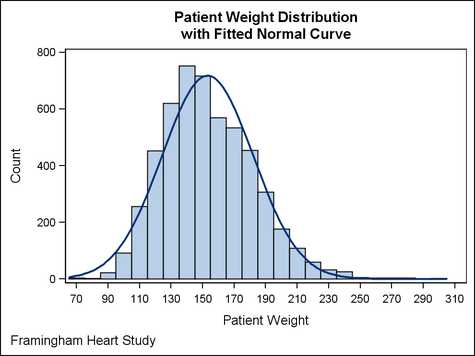 Patient Weight Distribution
with Fitted Normal Curve
800
600
400
200
0
Count
70 90 110 130 150 170 190 210 230 250 270 290 310
Patient Weight
Framingham Heart Study